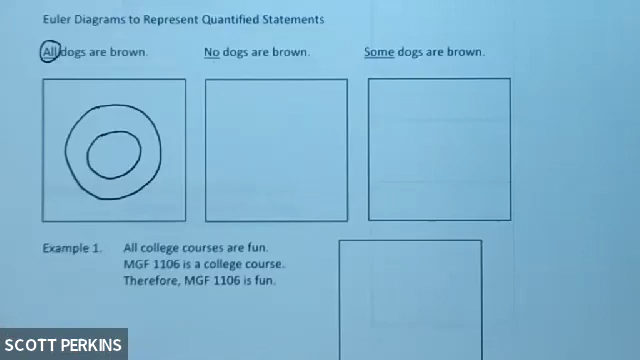 Euler Diagrams to Represent Quantified Statements
All dogs are brown. No dogs are brown. Some dogs are brown.
Example 1. All college courses are fun.
MGF 1106 is a college course.
Therefore, MGF 1106 is fun.
SCOTT PERKINS